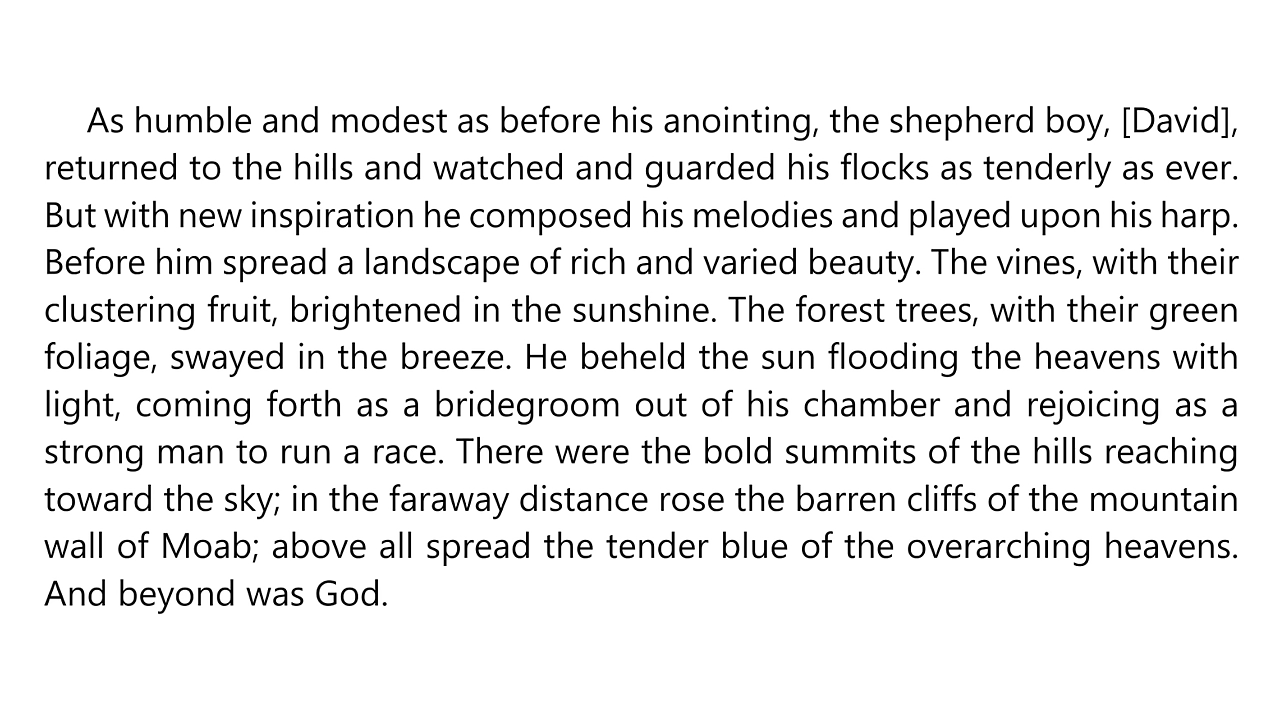 As humble and modest as before his anointing, the shepherd boy, [David],
returned to the hills and watched and guarded his flocks as tenderly as ever.
But with new inspiration he composed his melodies and played upon his harp.
Before him spread a landscape of rich and varied beauty. The vines, with their
clustering fruit, brightened in the sunshine. The forest trees, with their green
foliage, swayed in the breeze. He beheld the sun flooding the heavens with
light, coming forth as a bridegroom out of his chamber and rejoicing as a
strong man to run a race. There were the bold summits of the hills reaching
toward the sky; in the faraway distance rose the barren cliffs of the mountain
wall of Moab; above all spread the tender blue of the overarching heavens.
And beyond was God.